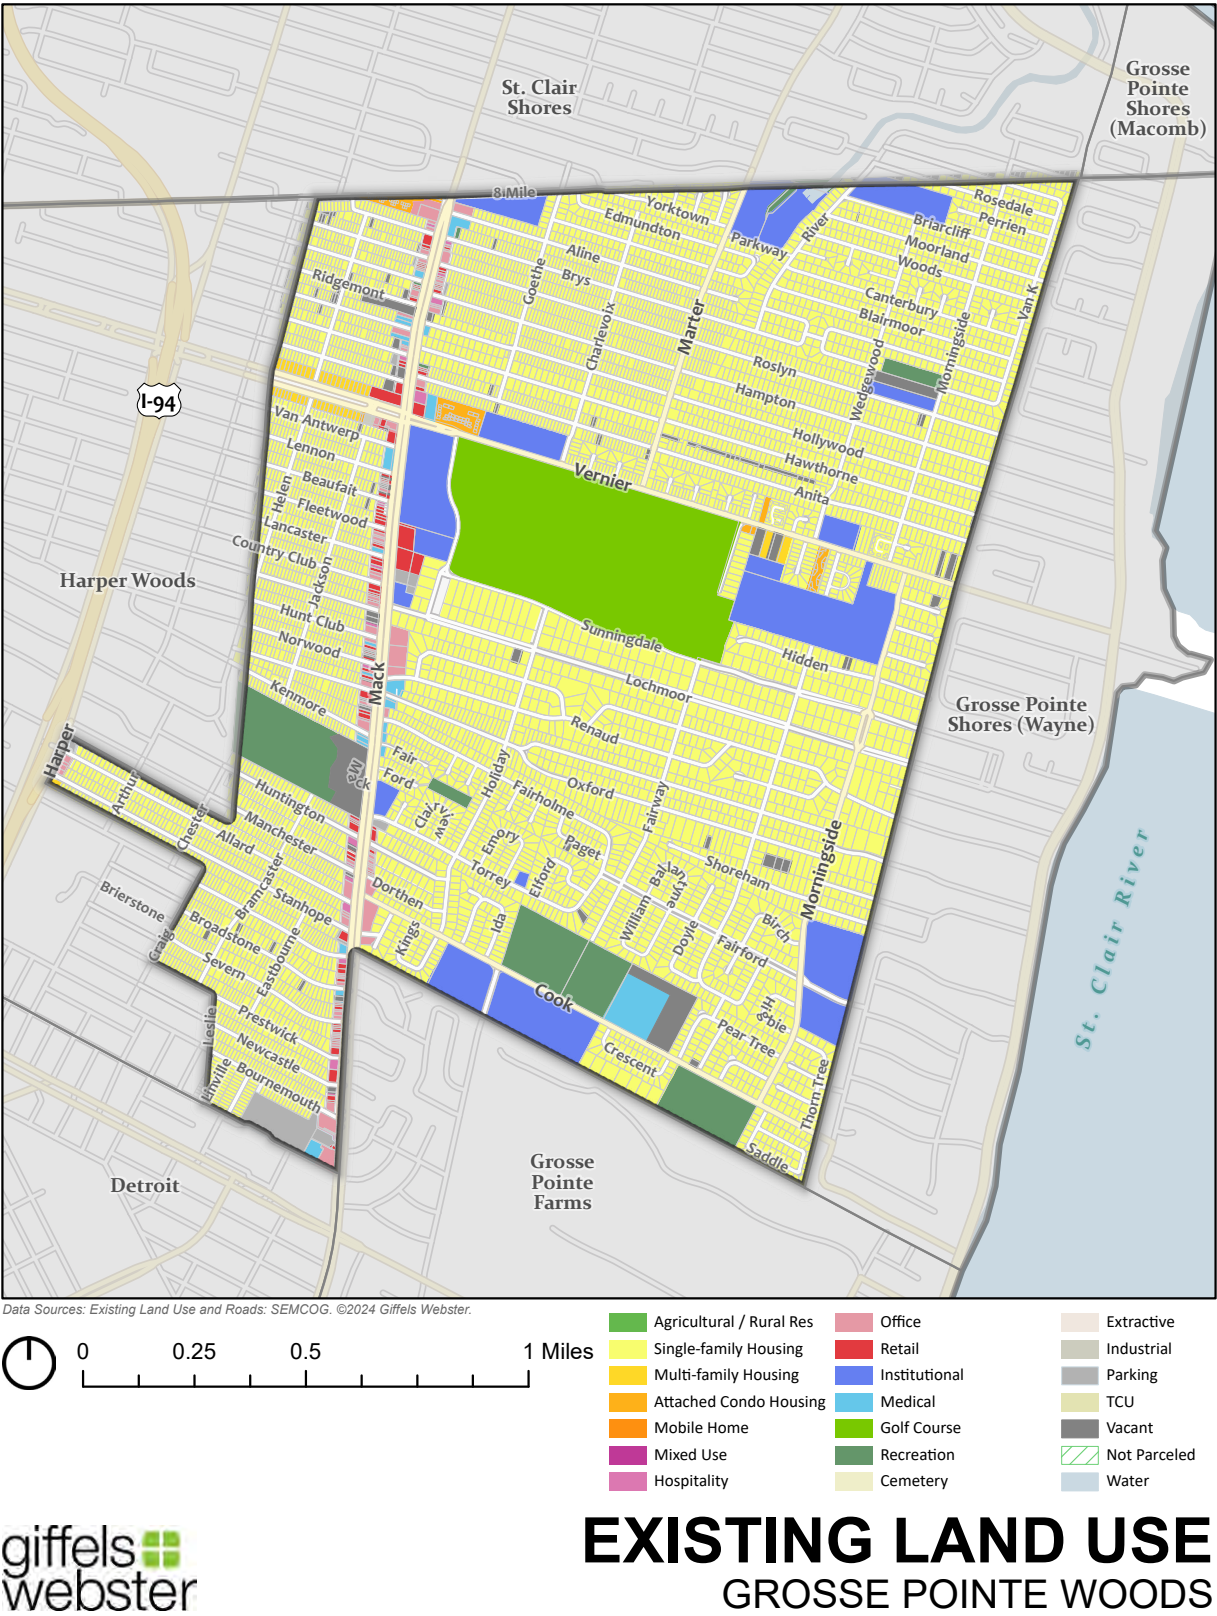 St. Clair
Shores
Grosse
Pointe
Shores
(Macomb)
8 Mile
Yorktown
Edmundton
Parkway
River
Rosedale
Perrien
Briarcliff
Moorland
Woods
Aline
Brys
Goethe
Ridgemont
Charlevoix
Marter
Canterbury
Blairmoor
Van K
Morningside
Wedgewood
Roslyn
Hampton
I-94
Van Antwerp
Lennon
Beaufait
Fleetwood
Helen
Lancaster
Country Club
Jackson
Hollywood
Hawthorne
Anita
Vernier
Harper Woods
Hunt Club
Norwood
Mack
Sunningdale
Hidden
Lochmoor
Kenmore
Renaud
Grosse Pointe
Shores (Wayne)
Harper
Arthur
Chester
Mack
Fair
Ford
Clairview
Holiday
Fairholme
Oxford
Fairway
Huntington
Manchester
Allard
Emory
Paget
Elford
Torrey
Dorthen
Shoreham
Morningside
Ballantyne
William
Doyle
Birch
Fairford
Brierstone
Bramcaster
Stanhope
Broadstone
Craig
Severn
Eastbourne
Kings
Ida
Cook
Higbie
Pear Tree
Crescent
Leslie
Prestwick
Newcastle
Bournemouth
Linville
Thorn Tree
Saddle
St. Clair River
Detroit
Grosse
Pointe
Farms
Data Sources: Existing Land Use and Roads: SEMCOG. ©2024 Giffels Webster.
0 0.25 0.5 1 Miles
Agricultural / Rural Res
Single-family Housing
Multi-family Housing
Attached Condo Housing
Mobile Home
Mixed Use
Hospitality
Office
Retail
Institutional
Medical
Golf Course
Recreation
Cemetery
Extractive
Industrial
Parking
TCU
Vacant
Not Parceled
Water
giffels
webster
EXISTING LAND USE
GROSSE POINTE WOODS